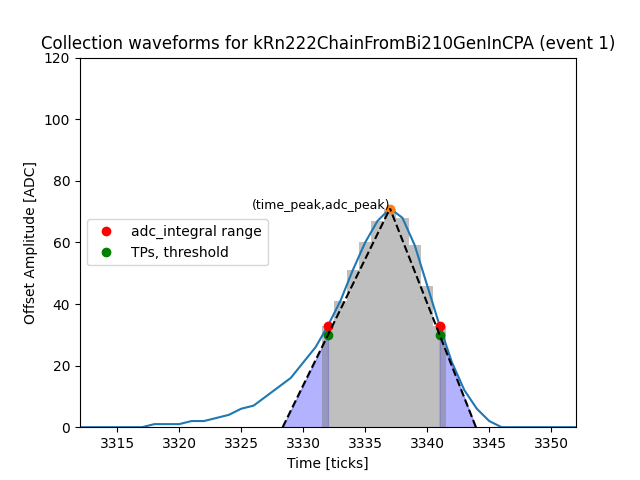 Collection waveforms for kRn222ChainFromBi210GenInCPA (event 1)
120
100
80
60
40
20
0
Offset Amplitude [ADC]
(time_peak,adc_peak)
adc_integral range
TPs, threshold
3315 3320 3325 3330 3335 3340 3345 3350
Time [ticks]